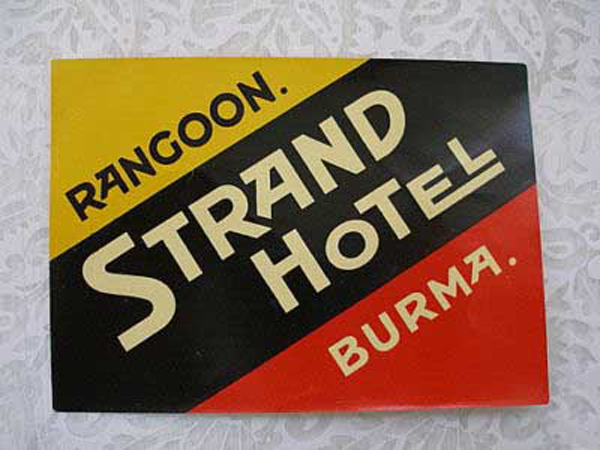 RANGOON.
STRAND
HOTEL
BURMA.